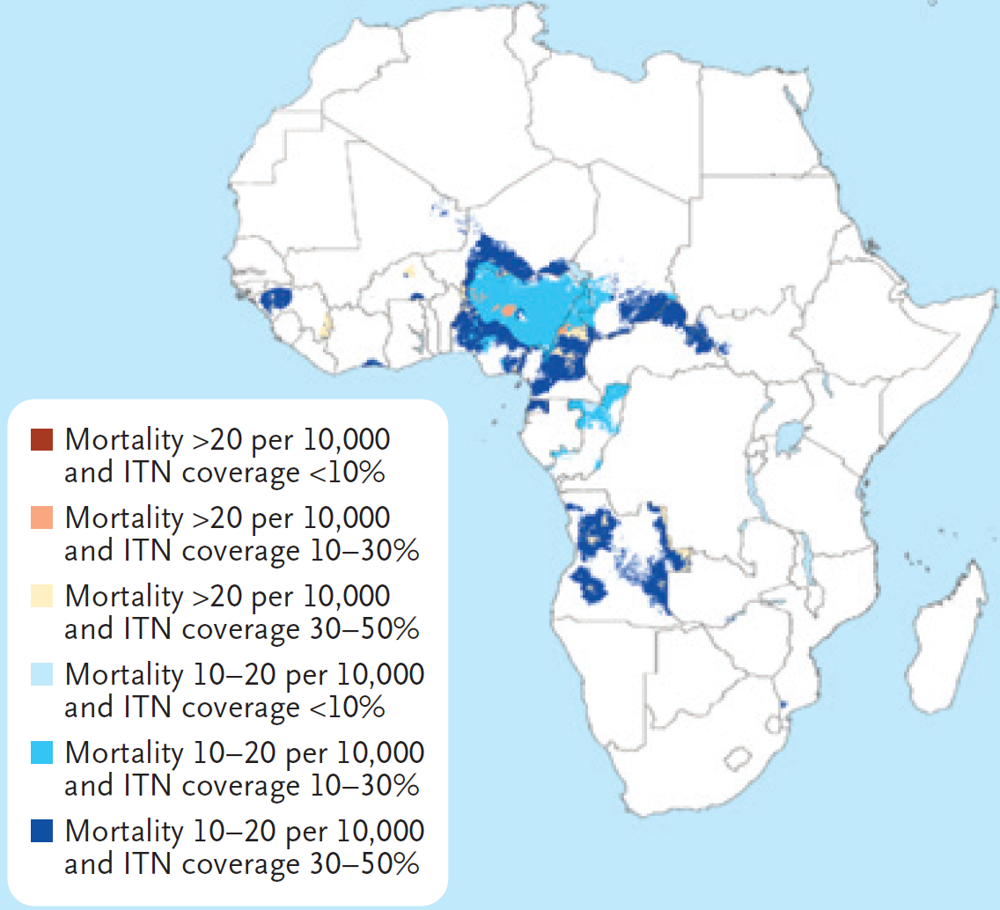 Mortality >20 per 10,000
and ITN coverage <10%
Mortality >20 per 10,000
and ITN coverage 10–30%
Mortality >20 per 10,000
and ITN coverage 30–50%
Mortality 10–20 per 10,000
and ITN coverage <10%
Mortality 10–20 per 10,000
and ITN coverage 10–30%
Mortality 10–20 per 10,000
and ITN coverage 30–50%